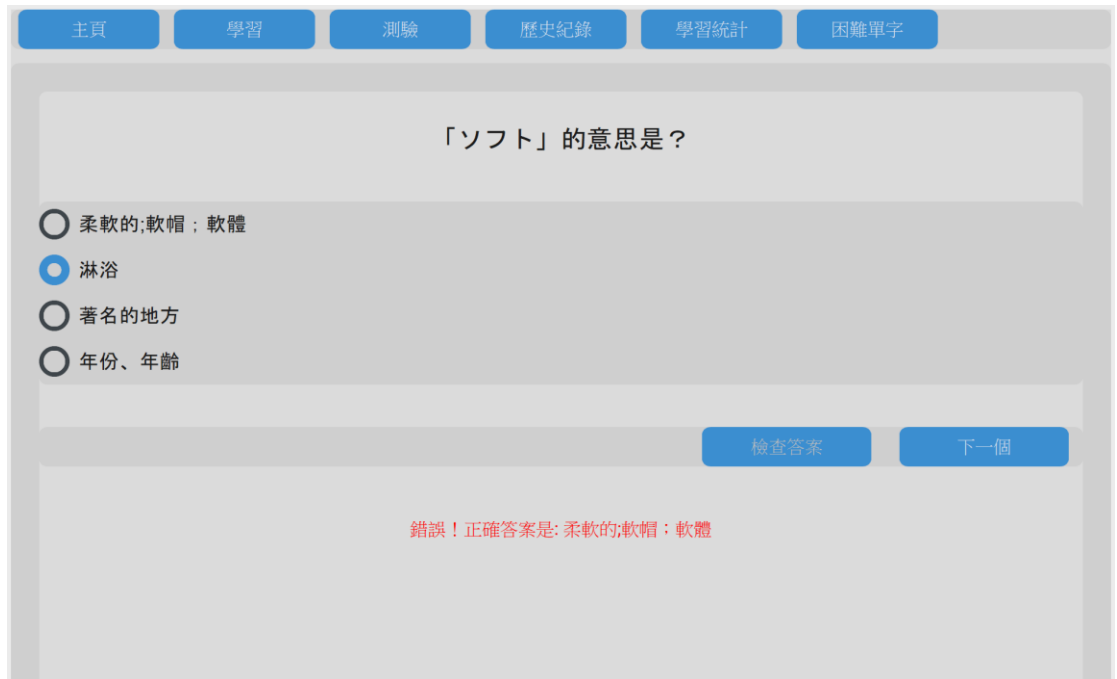 主頁 學習 測驗 歷史紀錄 學習統計 困難單字
「ソフト」的意思是？
柔軟的;軟帽；軟體
淋浴
著名的地方
年份、年齡
檢查答案 下一個
錯誤！正確答案是: 柔軟的;軟帽；軟體